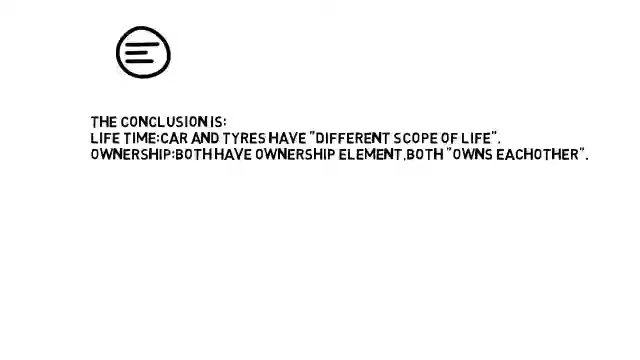 THE CONCLUSION IS:
LIFE TIME:CAR AND TYRES HAVE "DIFFERENT SCOPE OF LIFE".
OWNERSHIP:BOTH HAVE OWNERSHIP ELEMENT,BOTH "OWNS EACHOTHER".